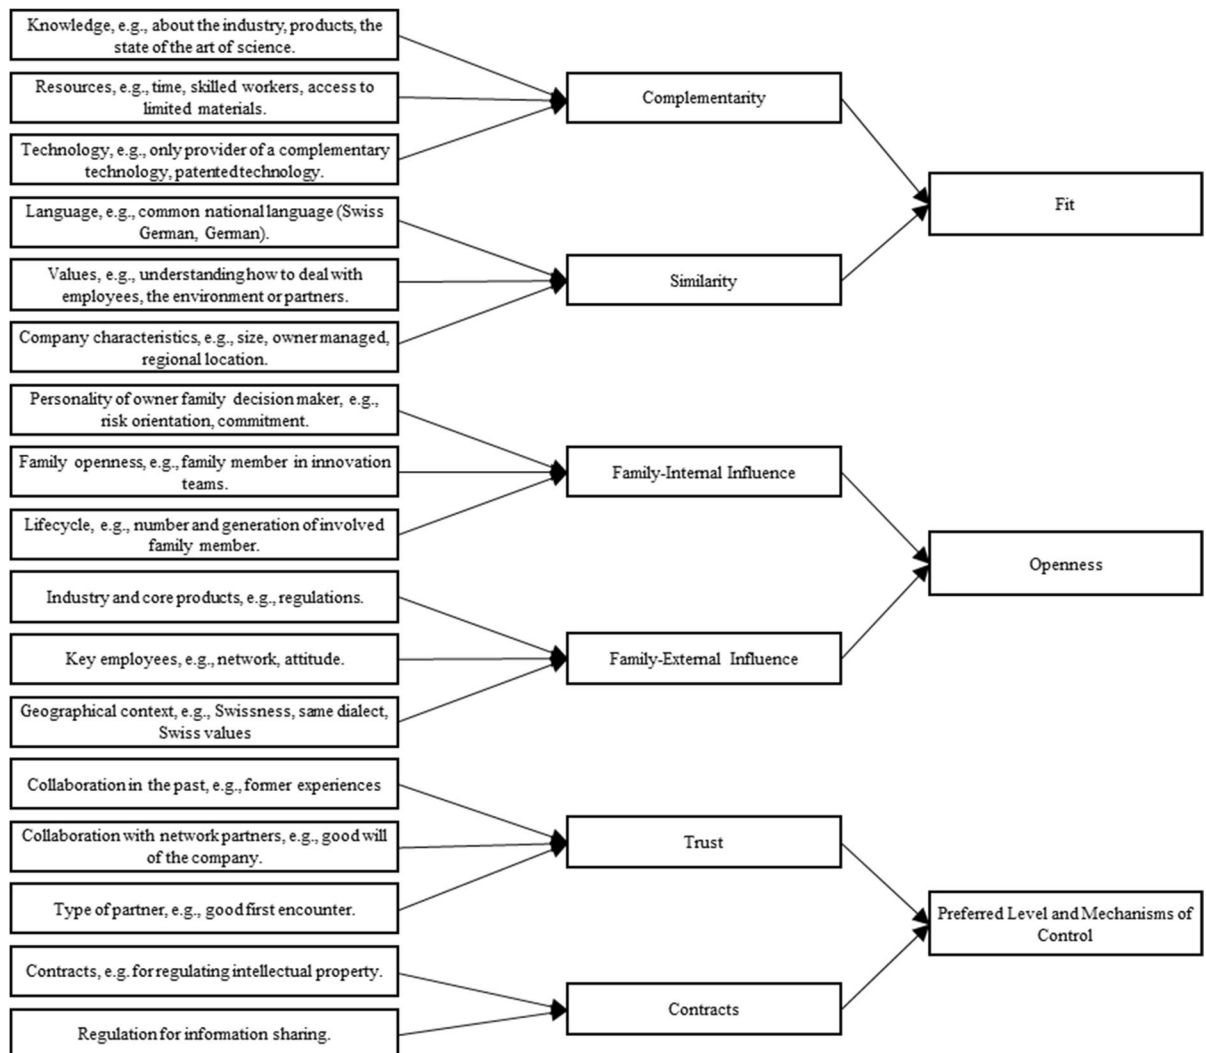 Knowledge, e.g., about the industry, products, the
state of the art of science.
Resources, e.g., time, skilled workers, access to
limited materials.
Technology, e.g., only provider of a complementary
technology, patented technology.
Language, e.g., common national language (Swiss
German, German).
Values, e.g., understanding how to deal with
employees, the environment or partners.
Company characteristics, e.g., size, owner managed,
regional location.
Personality of owner family decision maker, e.g.,
risk orientation, commitment.
Family openness, e.g., family member in innovation
teams.
Lifecycle, e.g., number and generation of involved
family member.
Industry and core products, e.g., regulations.
Key employees, e.g., network, attitude.
Geographical context, e.g., Swissness, same dialect,
Swiss values
Collaboration in the past, e.g., former experiences
Collaboration with network partners, e.g., good will
of the company.
Type of partner, e.g., good first encounter.
Contracts, e.g. for regulating intellectual property.
Regulation for information sharing.
Complementarity
Similarity
Family-Internal Influence
Family-External Influence
Trust
Contracts
Fit
Openness
Preferred Level and Mechanisms of
Control